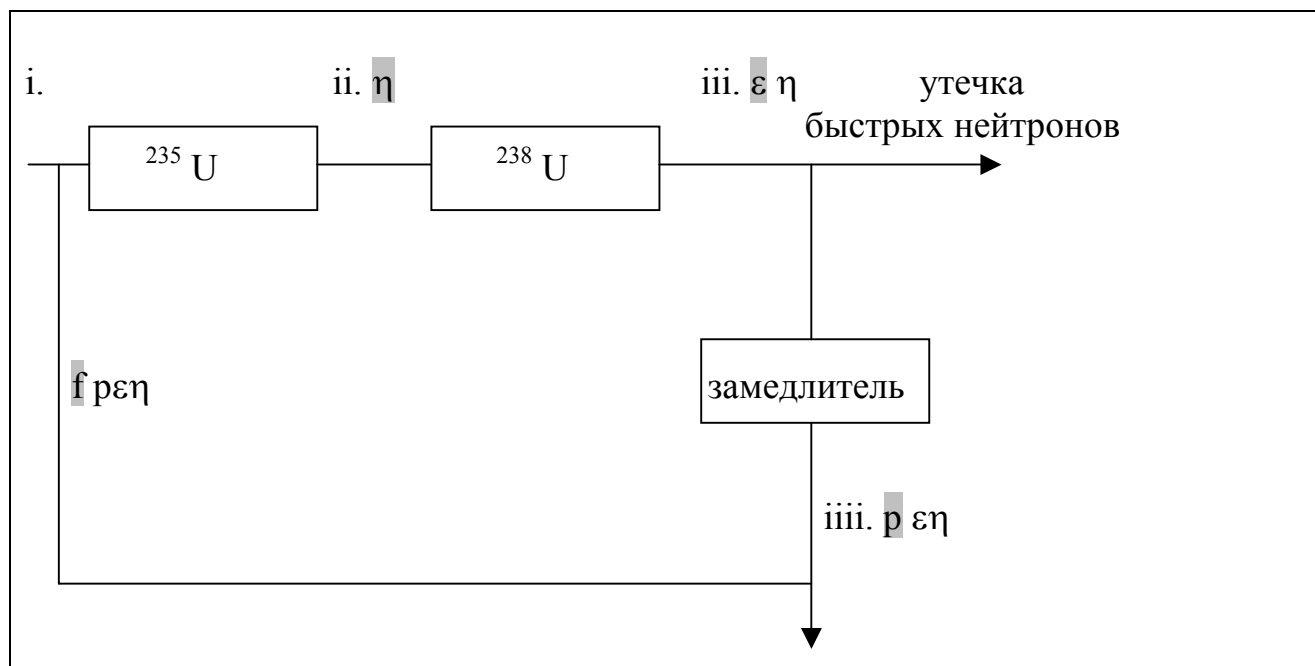 i.
ii. η
iii. ε η
утечка
быстрых нейтронов
²³⁵ U
²³⁸ U
f pεη
замедлитель
iiii. p εη